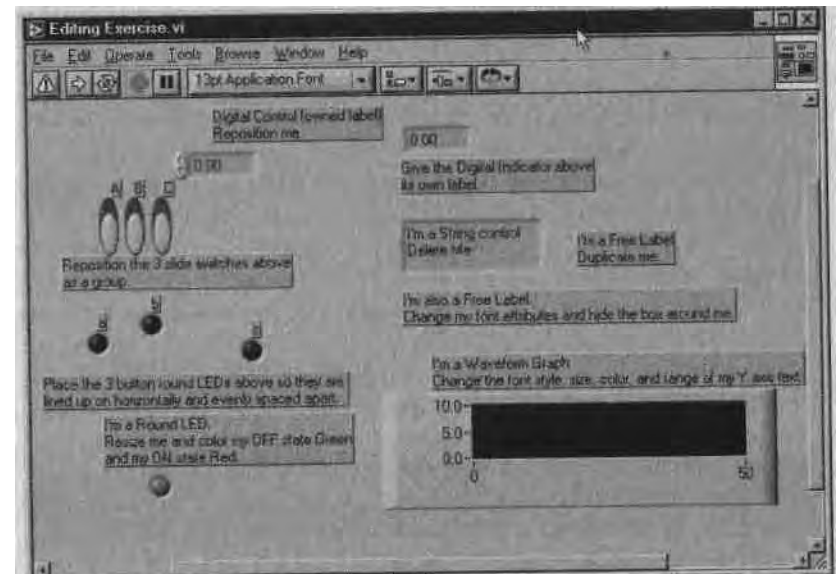 Editing Exercise.vi
File Edit Operate Tools Browse Window Help
13pt Application Font
Digital Control (owned label)
Reposition me.
0.00
0.00
Give the Digital Indicator above
its own label.
A B C
I'm a String control
Delete Me
I'm a Free Label
Duplicate me.
Reposition the 3 slide switches above
as a group.
I'm also a Free Label.
Change my font attributes and hide the box around me.
a b
Place the 3 button round LEDs above so they are
lined up on horizontally and evenly spaced apart.
I'm a Round LED.
Resize me and color my OFF state Green
and my ON state Red.
I'm a Waveform Graph
Change the font style, size, color, and range of my Y axis text.
10.0
5.0
0.0
0 50